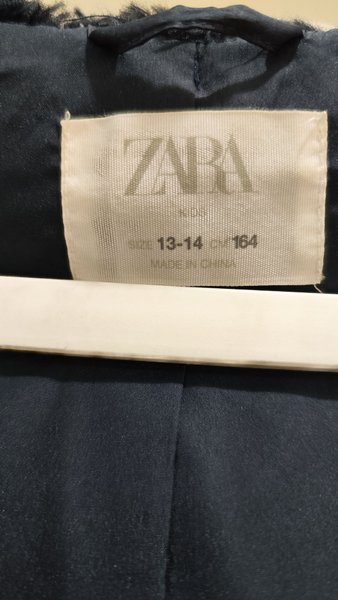 ZARA
KIDS
SIZE 13-14 CM 164
MADE IN CHINA